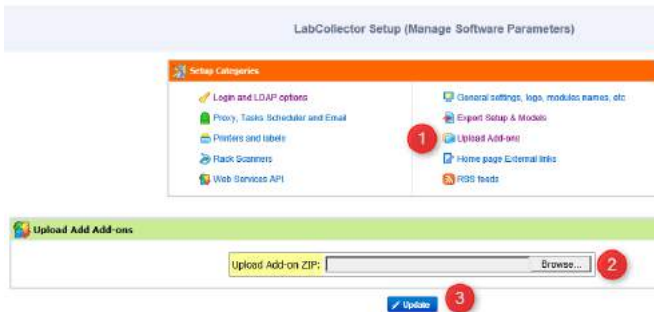 LabCollector Setup (Manage Software Parameters)
Setup Categories
Login and LDAP options
General settings, logo, modules names, etc
Proxy, Tasks Scheduler and Email
Export Setup & Models
Printers and labels
1
Upload Add-ons
Rack Scanners
Home page External links
Web Services API
RSS feeds
Upload Add Add-ons
Upload Add-on ZIP:
Browse...
2
Update
3